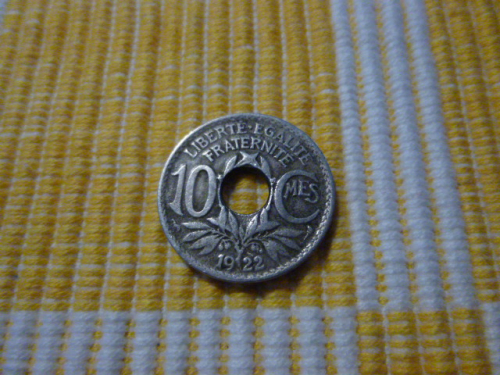 LIBERTE·EGALITE
FRATERNITE
10 CMES
1922